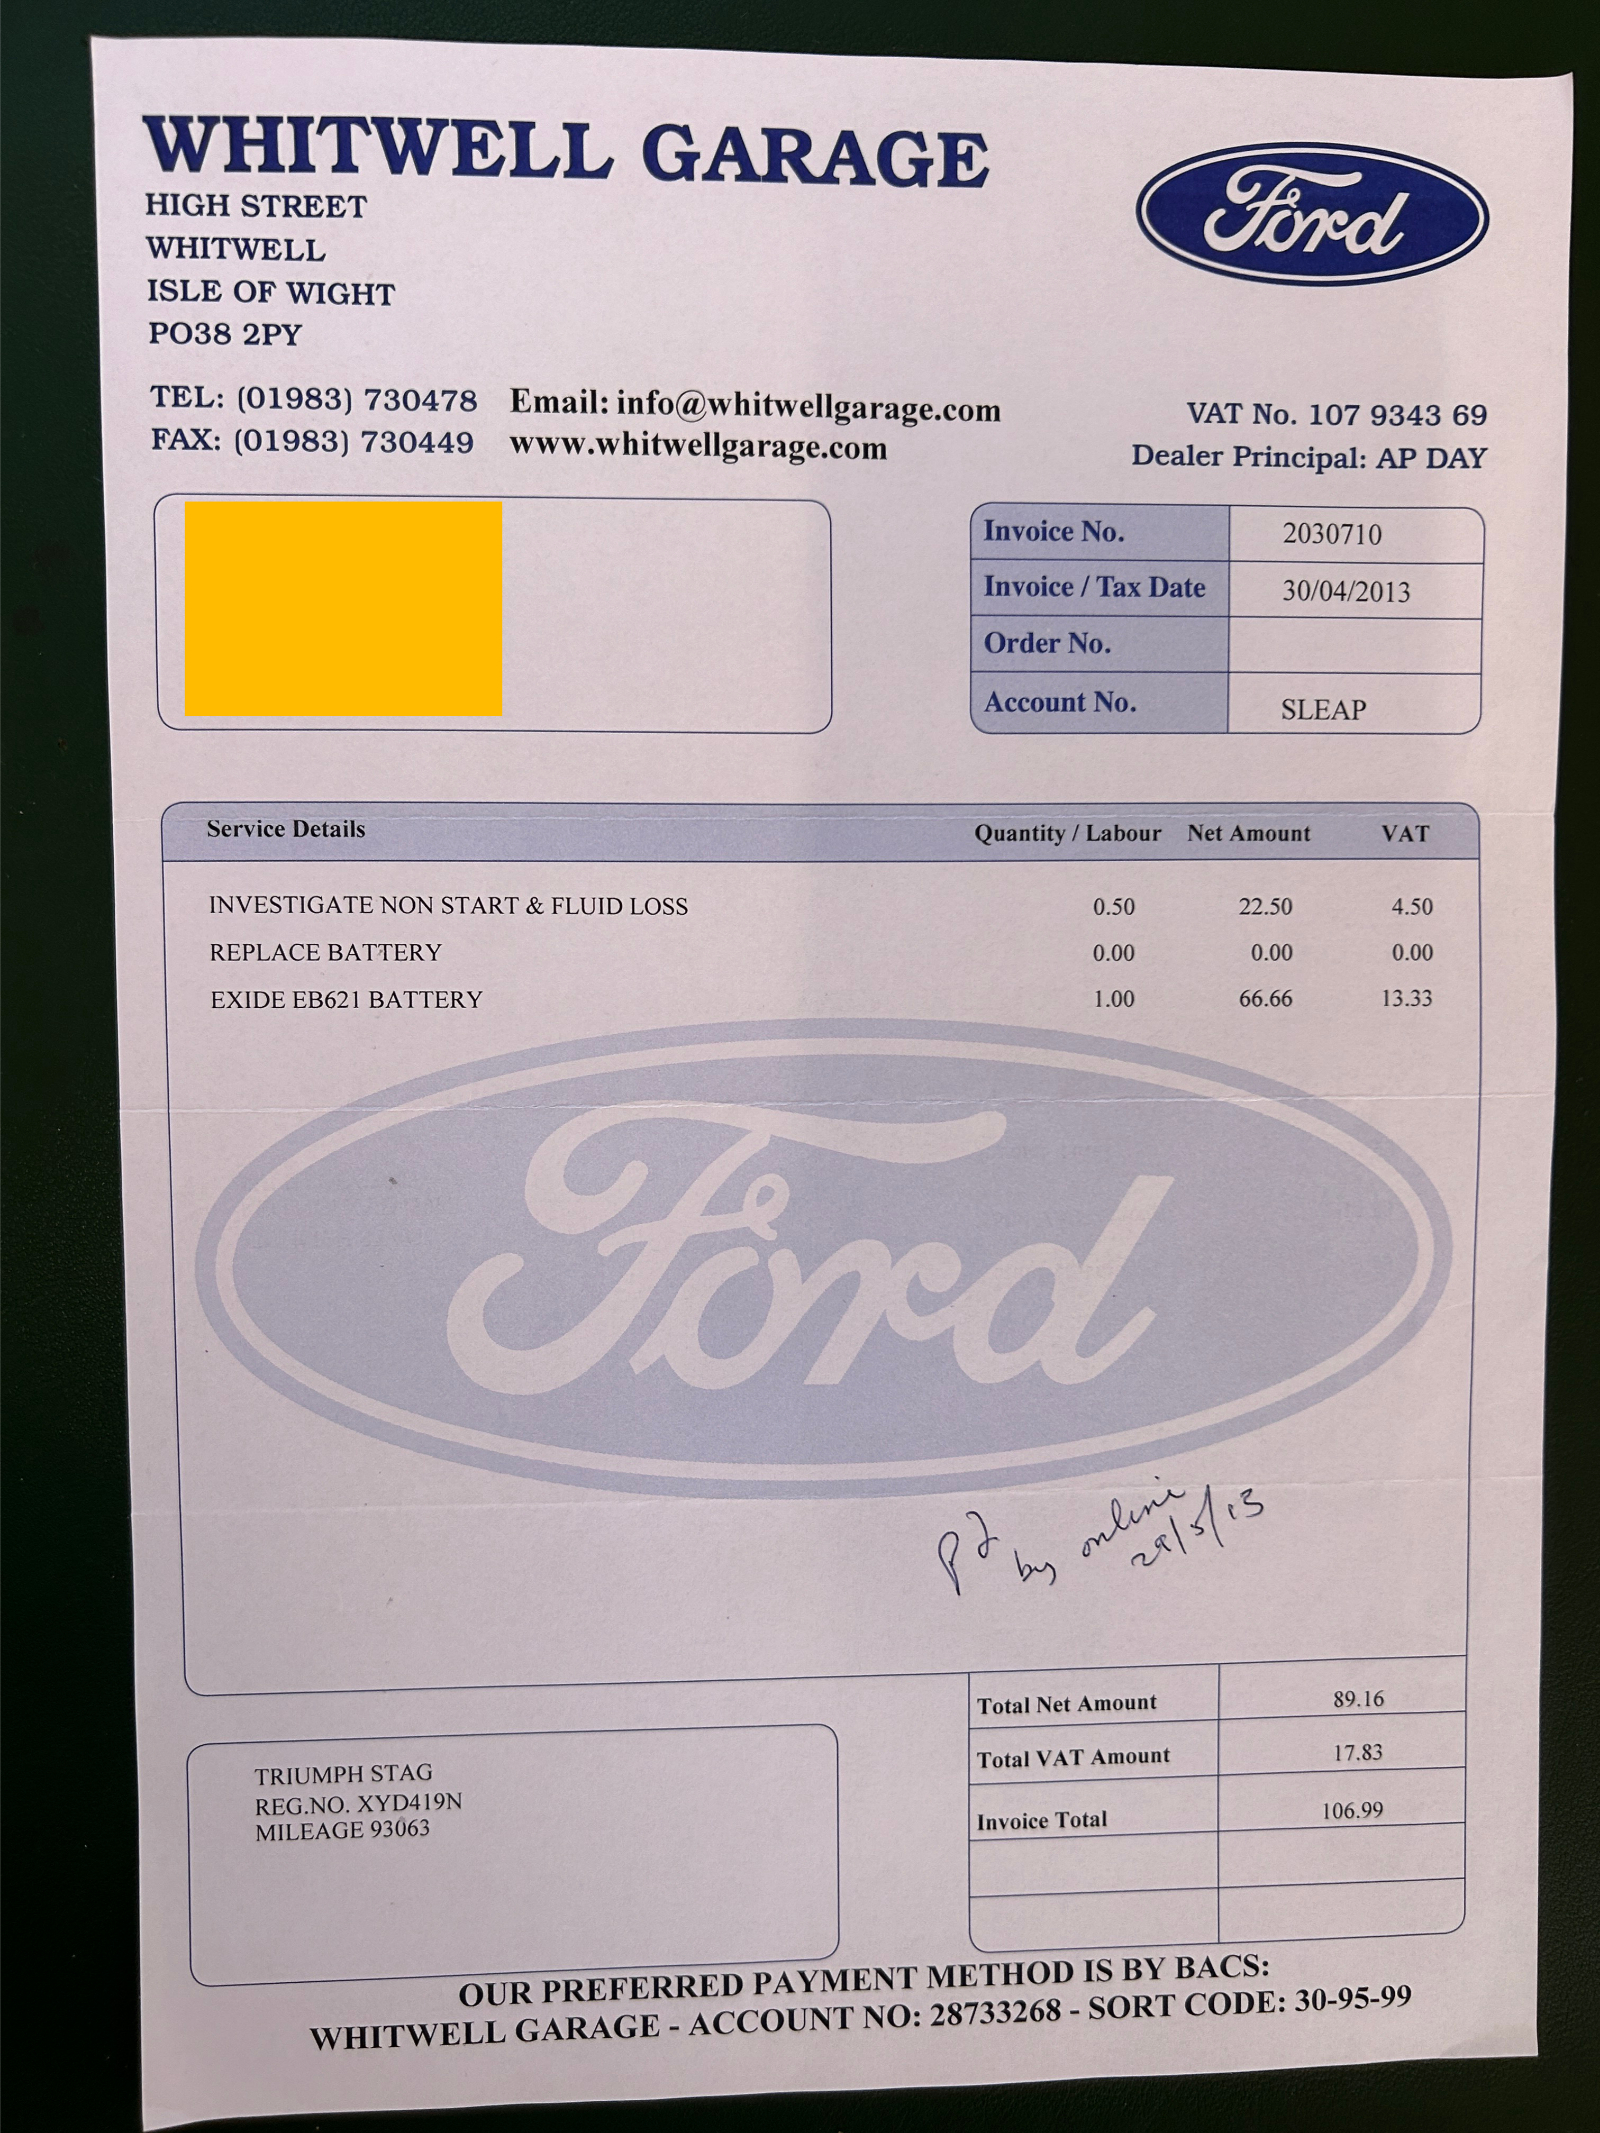 WHITWELL GARAGE
HIGH STREET
WHITWELL
ISLE OF WIGHT
PO38 2PY
Ford
TEL: (01983) 730478 Email: info@whitwellgarage.com
FAX: (01983) 730449 www.whitwellgarage.com
VAT No. 107 9343 69
Dealer Principal: AP DAY
Invoice No. 2030710
Invoice / Tax Date 30/04/2013
Order No.
Account No. SLEAP
Service Details Quantity / Labour Net Amount VAT
INVESTIGATE NON START & FLUID LOSS 0.50 22.50 4.50
REPLACE BATTERY 0.00 0.00 0.00
EXIDE EB621 BATTERY 1.00 66.66 13.33
Ford
Pd by online
29/5/13
Total Net Amount 89.16
Total VAT Amount 17.83
Invoice Total 106.99
TRIUMPH STAG
REG.NO. XYD419N
MILEAGE 93063
OUR PREFERRED PAYMENT METHOD IS BY BACS:
WHITWELL GARAGE - ACCOUNT NO: 28733268 - SORT CODE: 30-95-99